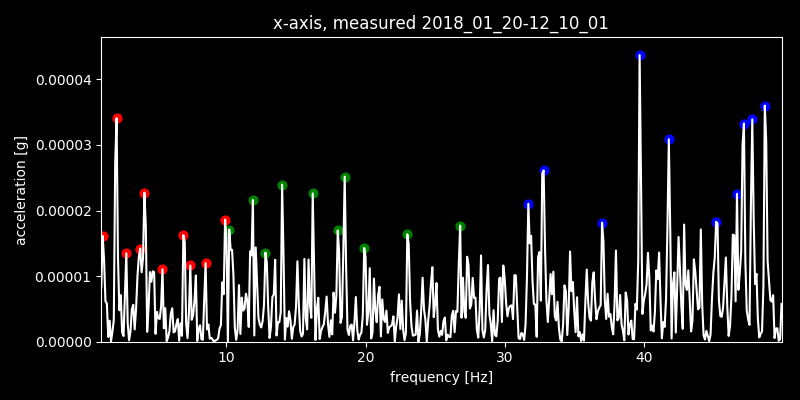 x-axis, measured 2018_01_20-12_10_01
0.00004
0.00003
0.00002
0.00001
0.00000
acceleration [g]
10 20 30 40
frequency [Hz]